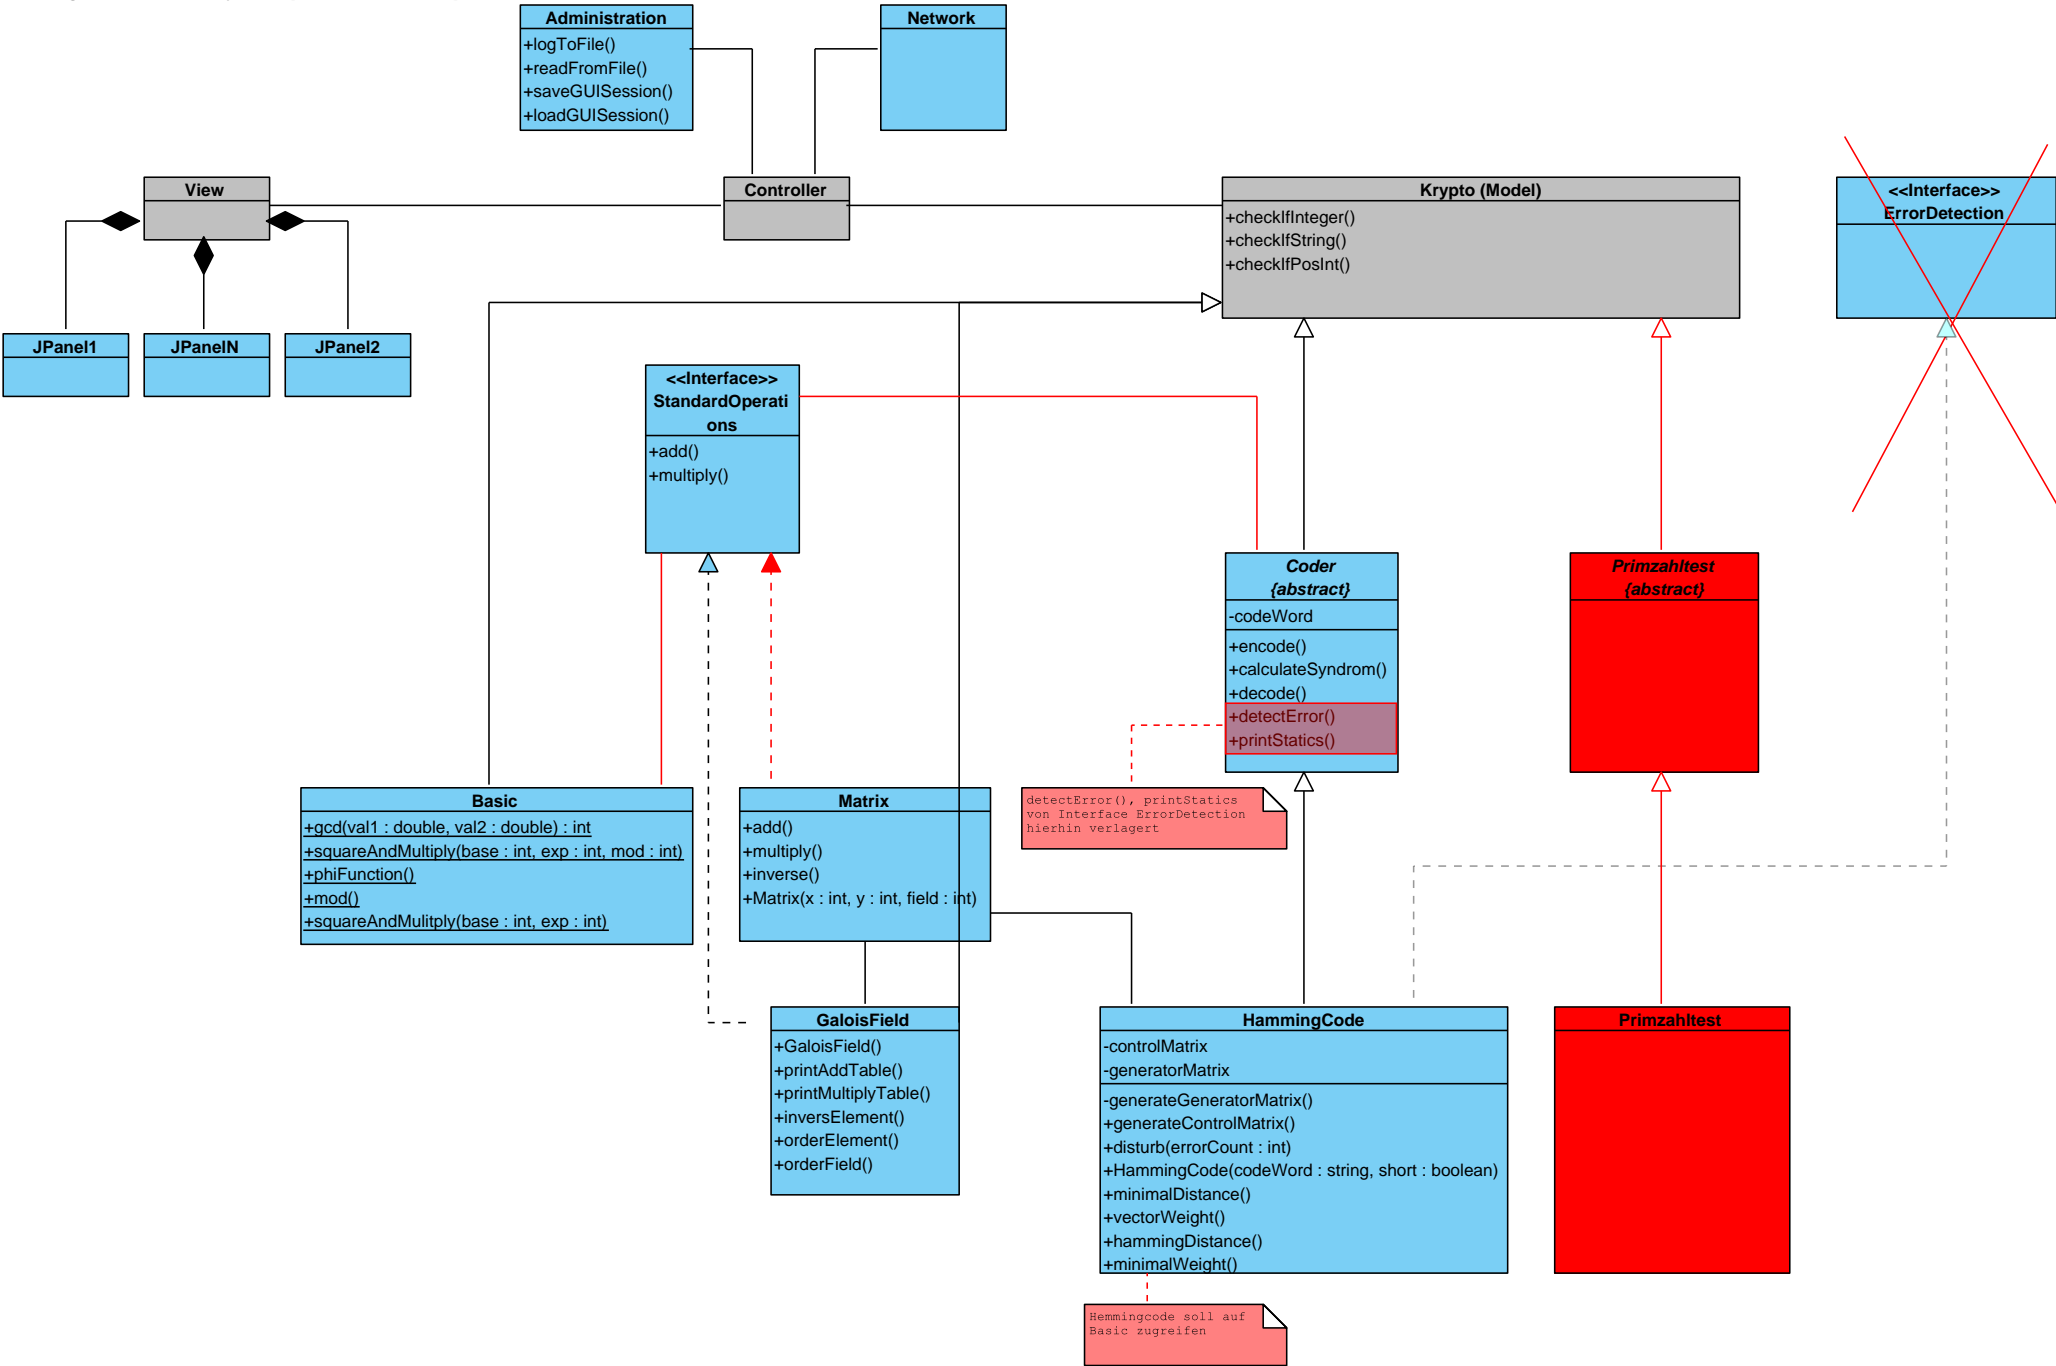 Administration
+logToFile()
+readFromFile()
+saveGUISession()
+loadGUISession()
Network
View
Controller
Krypto (Model)
+checkIfInteger()
+checkIfString()
+checkIfPosInt()
<<Interface>>
ErrorDetection
JPanel1
JPanelN
JPanel2
<<Interface>>
StandardOperati
ons
+add()
+multiply()
Coder
{abstract}
-codeWord
+encode()
+calculateSyndrom()
+decode()
+detectError()
+printStatics()
Primzahltest
{abstract}
Basic
+gcd(val1 : double, val2 : double) : int
+squareAndMultiply(base : int, exp : int, mod : int)
+phiFunction()
+mod()
+squareAndMulitply(base : int, exp : int)
Matrix
+add()
+multiply()
+inverse()
+Matrix(x : int, y : int, field : int)
detectError(), printStatics
von Interface ErrorDetection
hierhin verlagert
GaloisField
+GaloisField()
+printAddTable()
+printMultiplyTable()
+inversElement()
+orderElement()
+orderField()
HammingCode
-controlMatrix
-generatorMatrix
-generateGeneratorMatrix()
+generateControlMatrix()
+disturb(errorCount : int)
+HammingCode(codeWord : string, short : boolean)
+minimalDistance()
+vectorWeight()
+hammingDistance()
+minimalWeight()
Primzahltest
Hemmingcode soll auf
Basic zugreifen